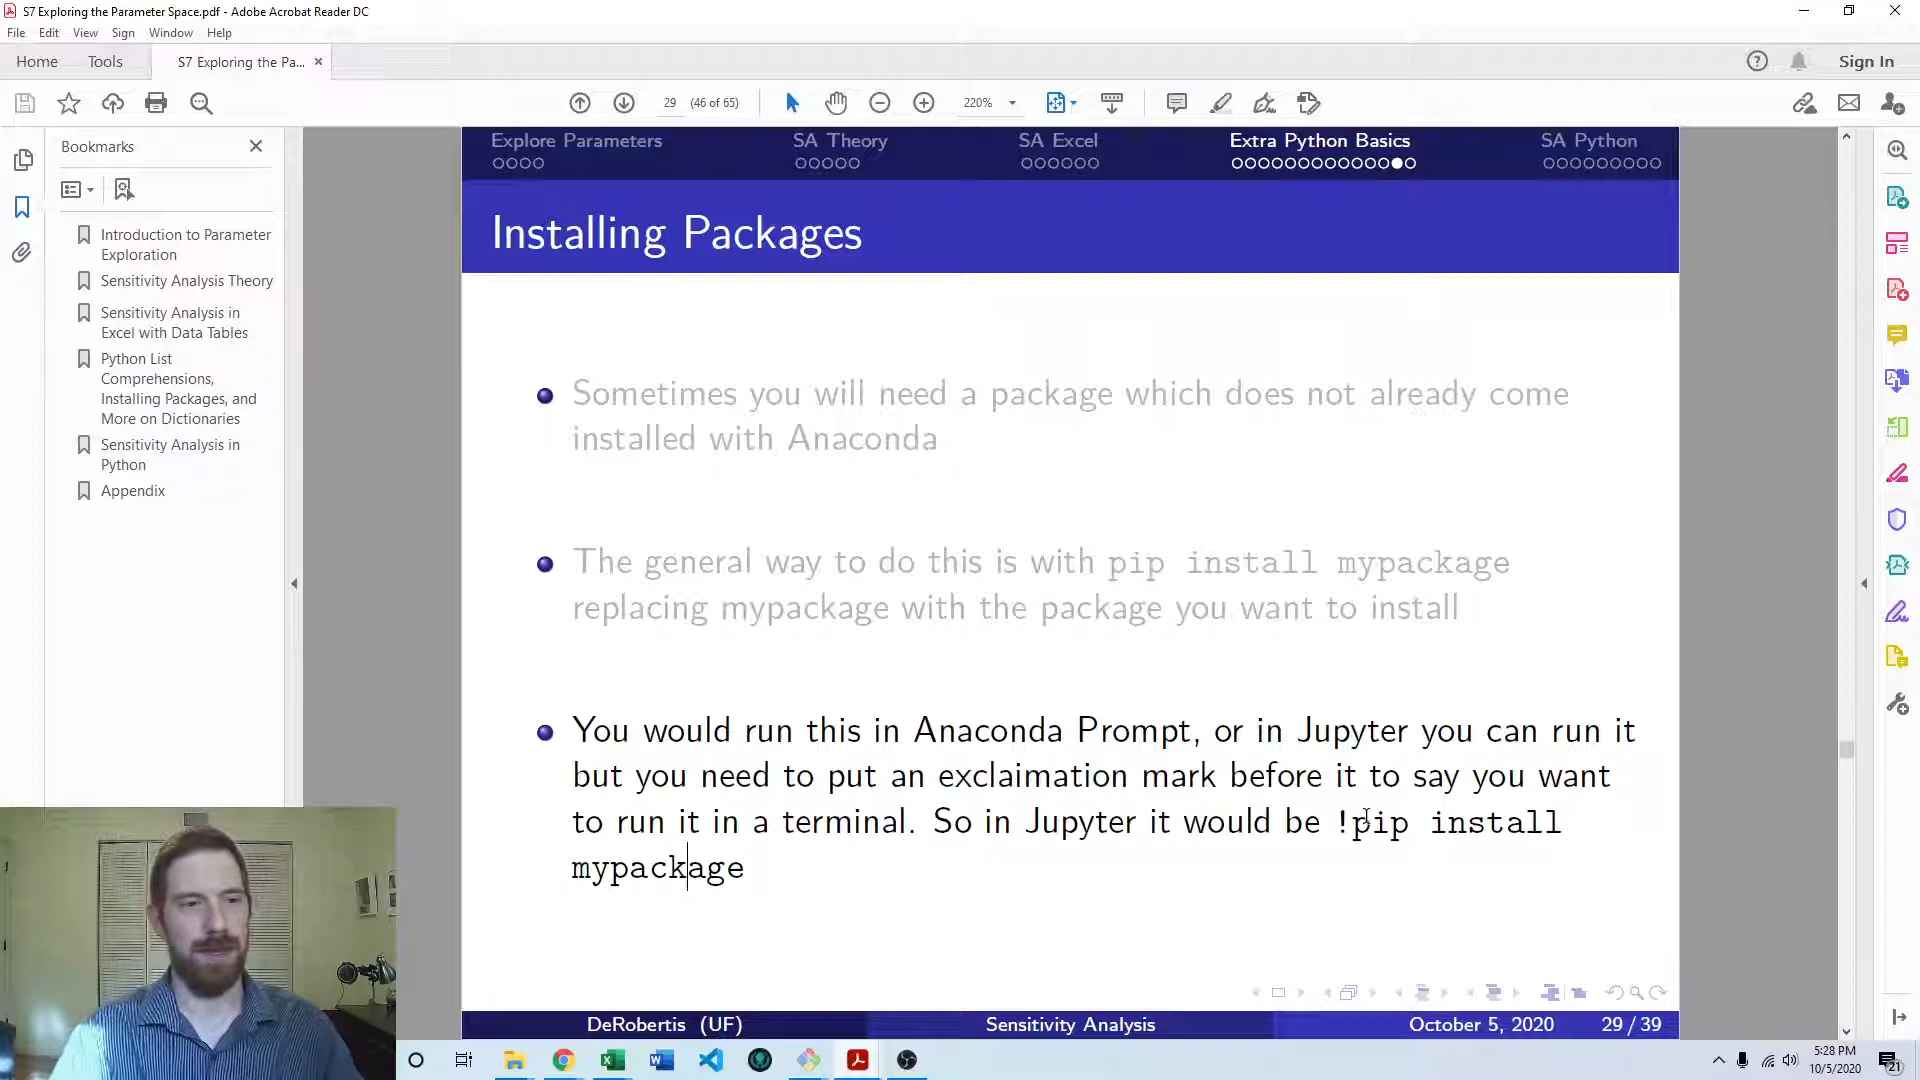 S7 Exploring the Parameter Space.pdf - Adobe Acrobat Reader DC
File Edit View Sign Window Help
Home Tools S7 Exploring the Pa... Sign In
29 (46 of 65) 220%
Bookmarks
Introduction to Parameter
Exploration
Sensitivity Analysis Theory
Sensitivity Analysis in
Excel with Data Tables
Python List
Comprehensions,
Installing Packages, and
More on Dictionaries
Sensitivity Analysis in
Python
Appendix
Explore Parameters SA Theory SA Excel Extra Python Basics SA Python
Installing Packages
Sometimes you will need a package which does not already come
installed with Anaconda
The general way to do this is with pip install mypackage
replacing mypackage with the package you want to install
You would run this in Anaconda Prompt, or in Jupyter you can run it
but you need to put an exclaimation mark before it to say you want
to run it in a terminal. So in Jupyter it would be !pip install
mypackage
DeRobertis (UF) Sensitivity Analysis October 5, 2020 29 / 39
5:28 PM
10/5/2020
21